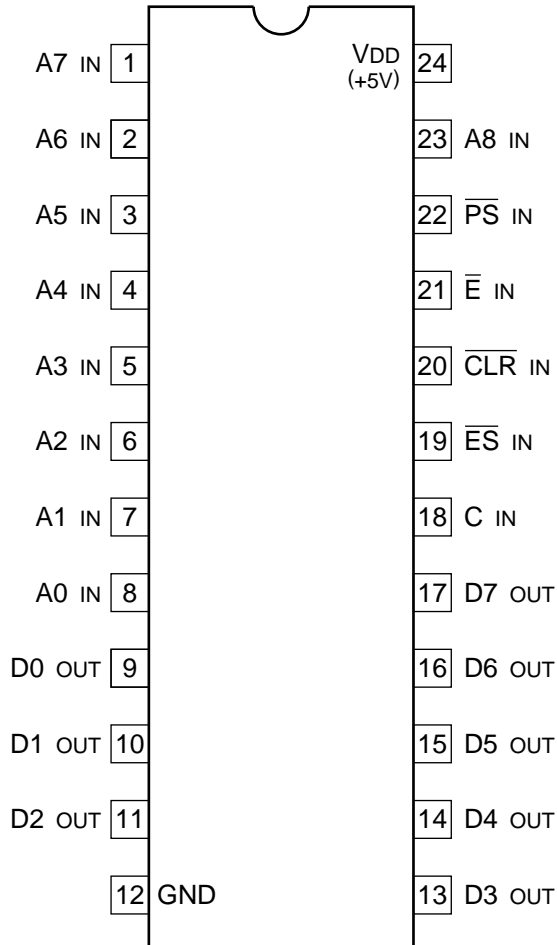 A7 IN 1 VDD 24
(+5V)
A6 IN 2 23 A8 IN
A5 IN 3 22 P̅S̅ IN
A4 IN 4 21 E̅ IN
A3 IN 5 20 C̅L̅R̅ IN
A2 IN 6 19 E̅S̅ IN
A1 IN 7 18 C IN
A0 IN 8 17 D7 OUT
D0 OUT 9 16 D6 OUT
D1 OUT 10 15 D5 OUT
D2 OUT 11 14 D4 OUT
12 GND 13 D3 OUT